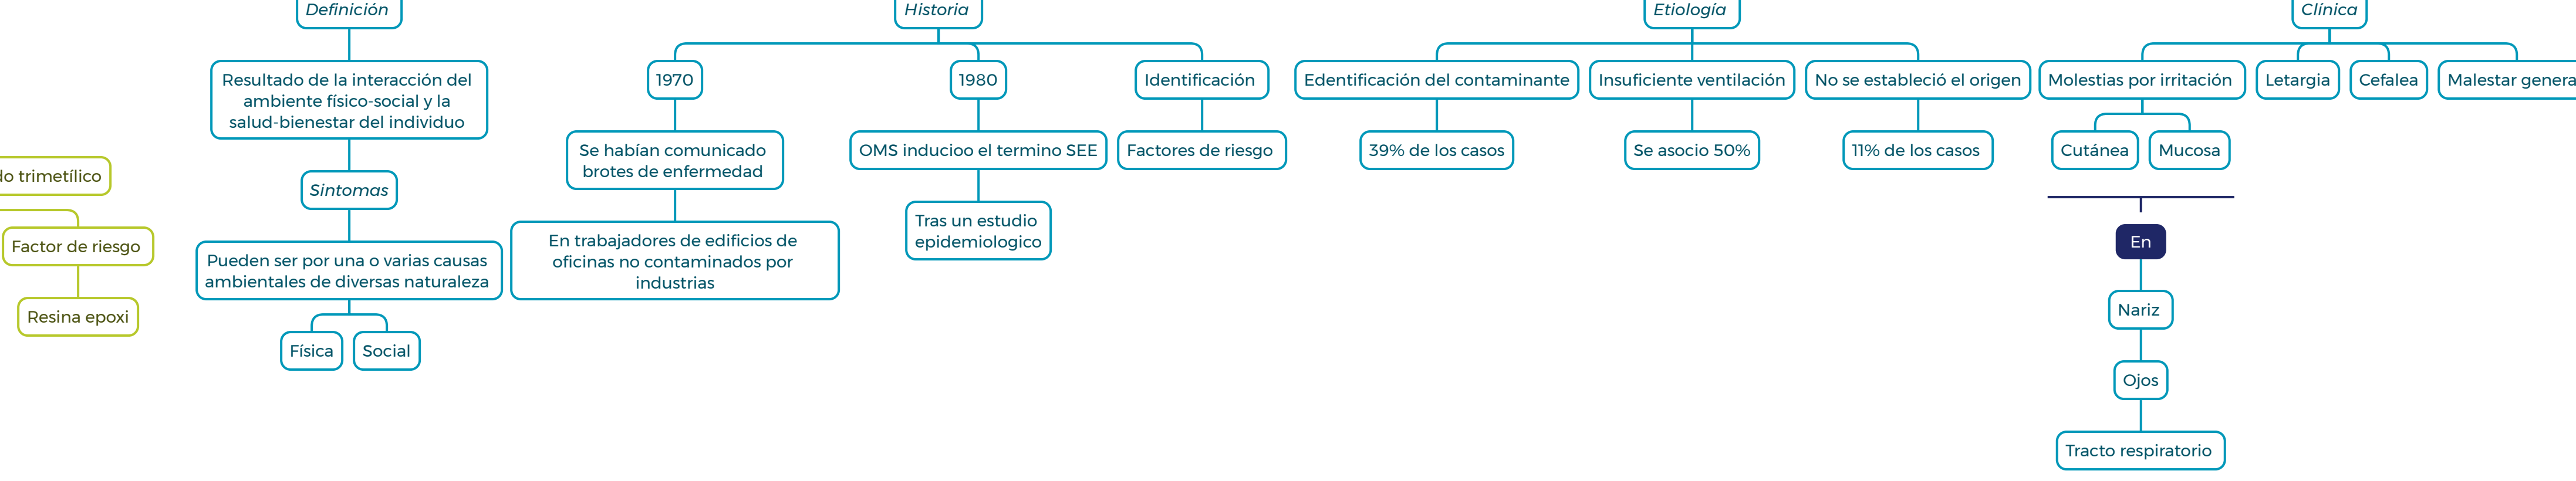 Definición
Resultado de la interacción del
ambiente físico-social y la
salud-bienestar del individuo
Sintomas
Pueden ser por una o varias causas
ambientales de diversas naturaleza
Física
Social
trimetílico
Factor de riesgo
Resina epoxi
Historia
1970
Se habían comunicado
brotes de enfermedad
En trabajadores de edificios de
oficinas no contaminados por
industrias
1980
OMS inducioo el termino SEE
Tras un estudio
epidemiologico
Identificación
Factores de riesgo
Etiología
Edentificación del contaminante
39% de los casos
Insuficiente ventilación
Se asocio 50%
No se estableció el origen
11% de los casos
Clínica
Molestias por irritación
Cutánea
Mucosa
En
Nariz
Ojos
Tracto respiratorio
Letargia
Cefalea
Malestar genera